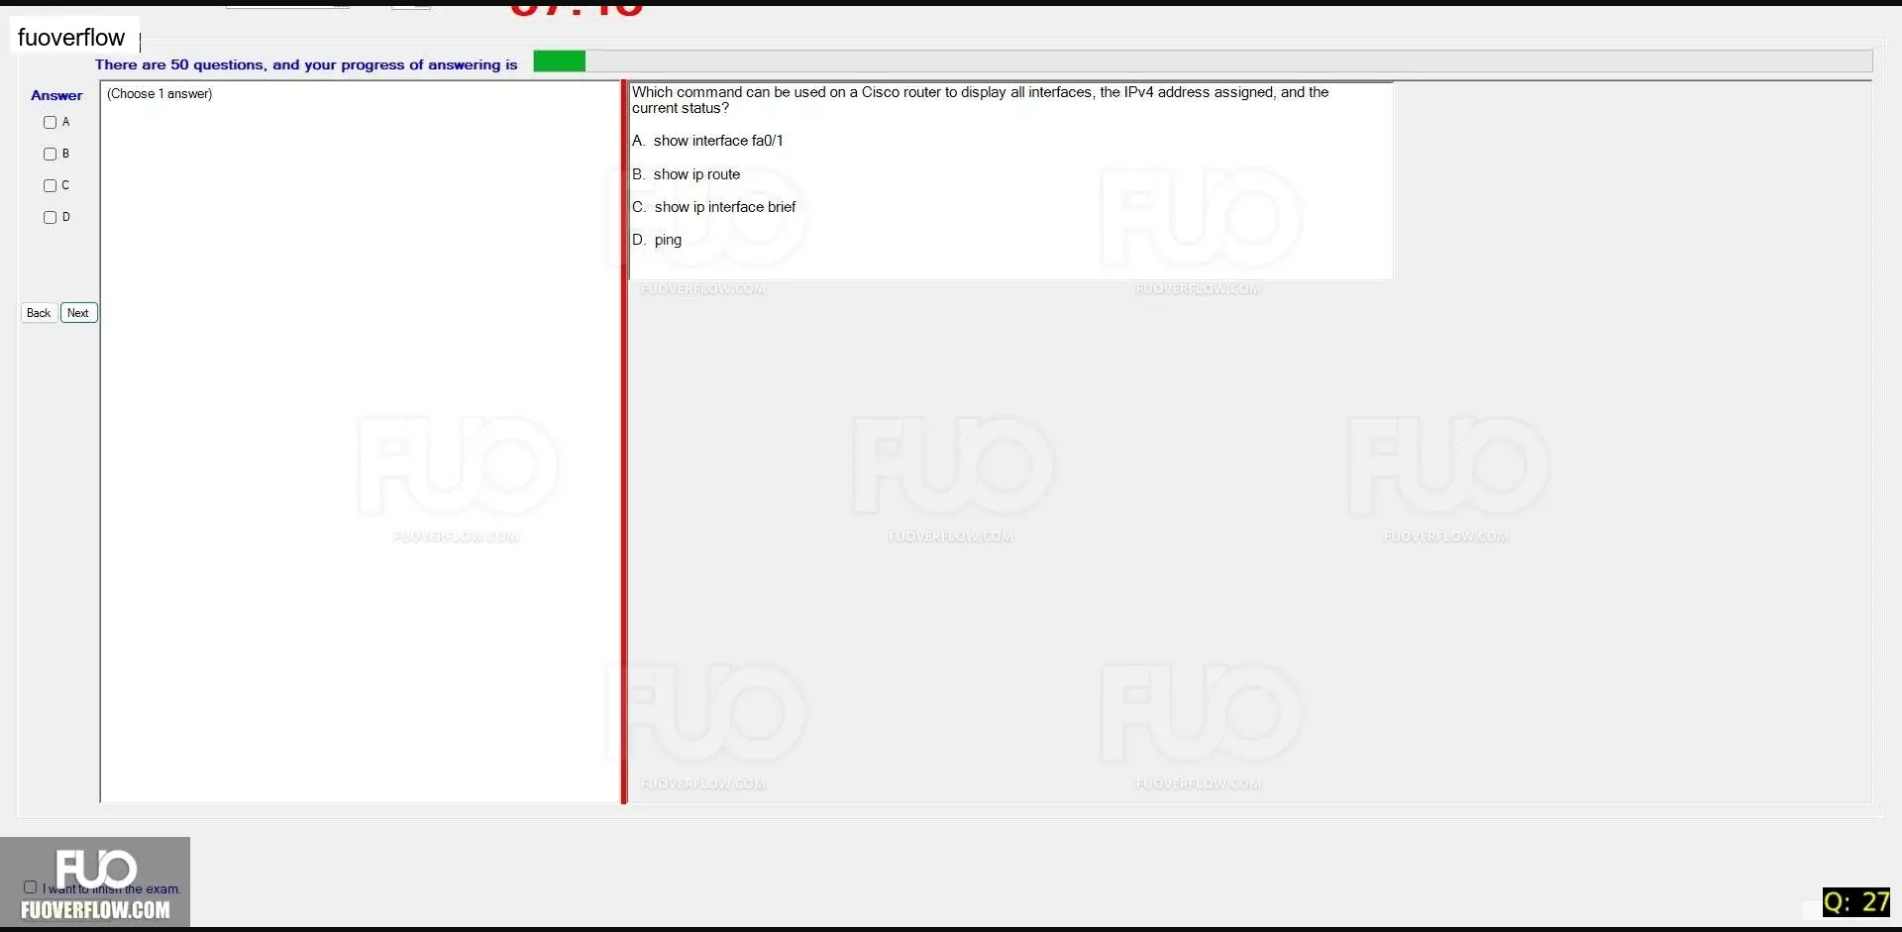 fuoverflow
There are 50 questions, and your progress of answering is
Answer
(Choose 1 answer)
A
B
C
D
Back Next
Which command can be used on a Cisco router to display all interfaces, the IPv4 address assigned, and the
current status?
A. show interface fa0/1
B. show ip route
C. show ip interface brief
D. ping
FUO
FUOVERFLOW.COM
FUO
FUOVERFLOW.COM
FUO
FUOVERFLOW.COM
FUO
FUOVERFLOW.COM
FUO
FUOVERFLOW.COM
FUO
FUOVERFLOW.COM
FUO
FUOVERFLOW.COM
FUO
I want to finish the exam.
FUOVERFLOW.COM
Q: 27